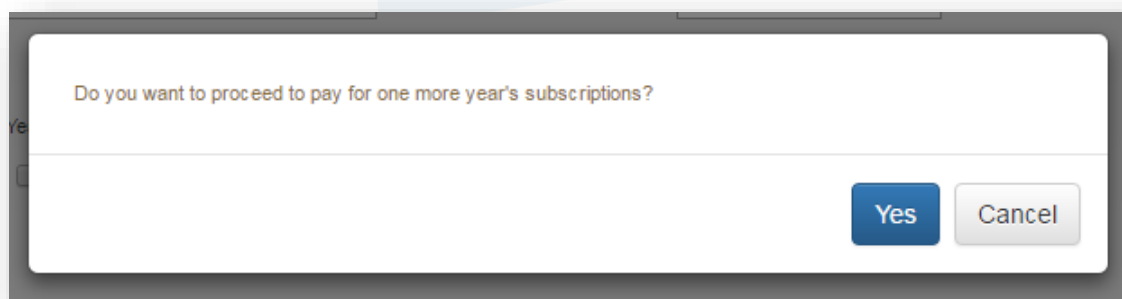 Do you want to proceed to pay for one more year's subscriptions?
Yes Cancel